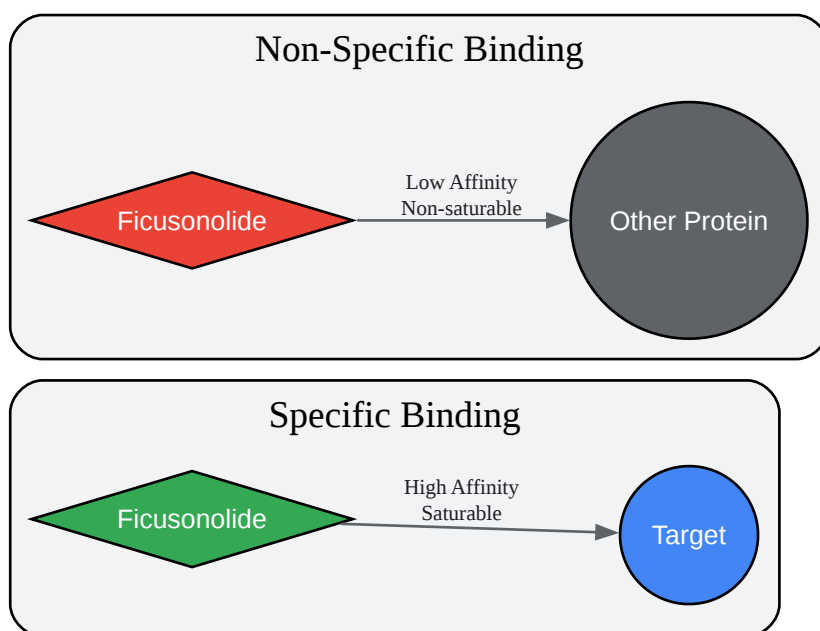 Non-Specific Binding
Ficusonolide
Low Affinity
Non-saturable
Other Protein
Specific Binding
Ficusonolide
High Affinity
Saturable
Target